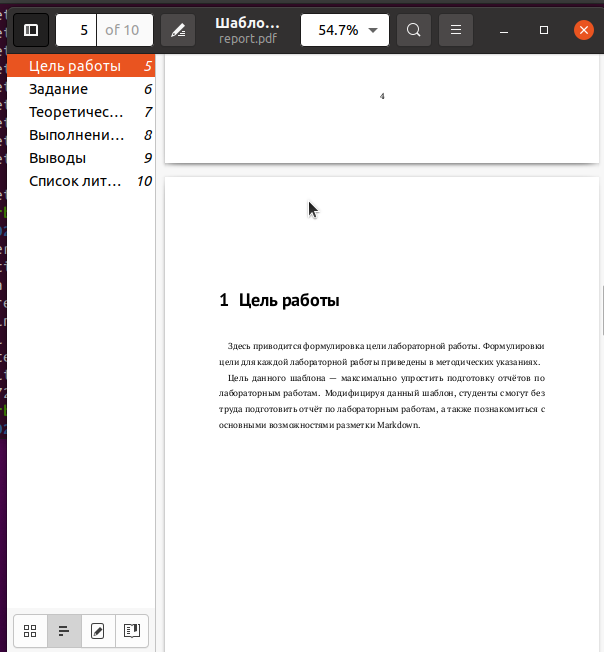 5 of 10
Шабло...
report.pdf
54.7%
Цель работы 5
Задание 6
Теоретичес... 7
Выполнени... 8
Выводы 9
Список лит... 10
4
1 Цель работы
Здесь приводится формулировка цели лабораторной работы. Формулировки
цели для каждой лабораторной работы приведены в методических указаниях.
Цель данного шаблона — максимально упростить подготовку отчётов по
лабораторным работам. Модифицируя данный шаблон, студенты смогут без
труда подготовить отчёт по лабораторным работам, а также познакомиться с
основными возможностями разметки Markdown.